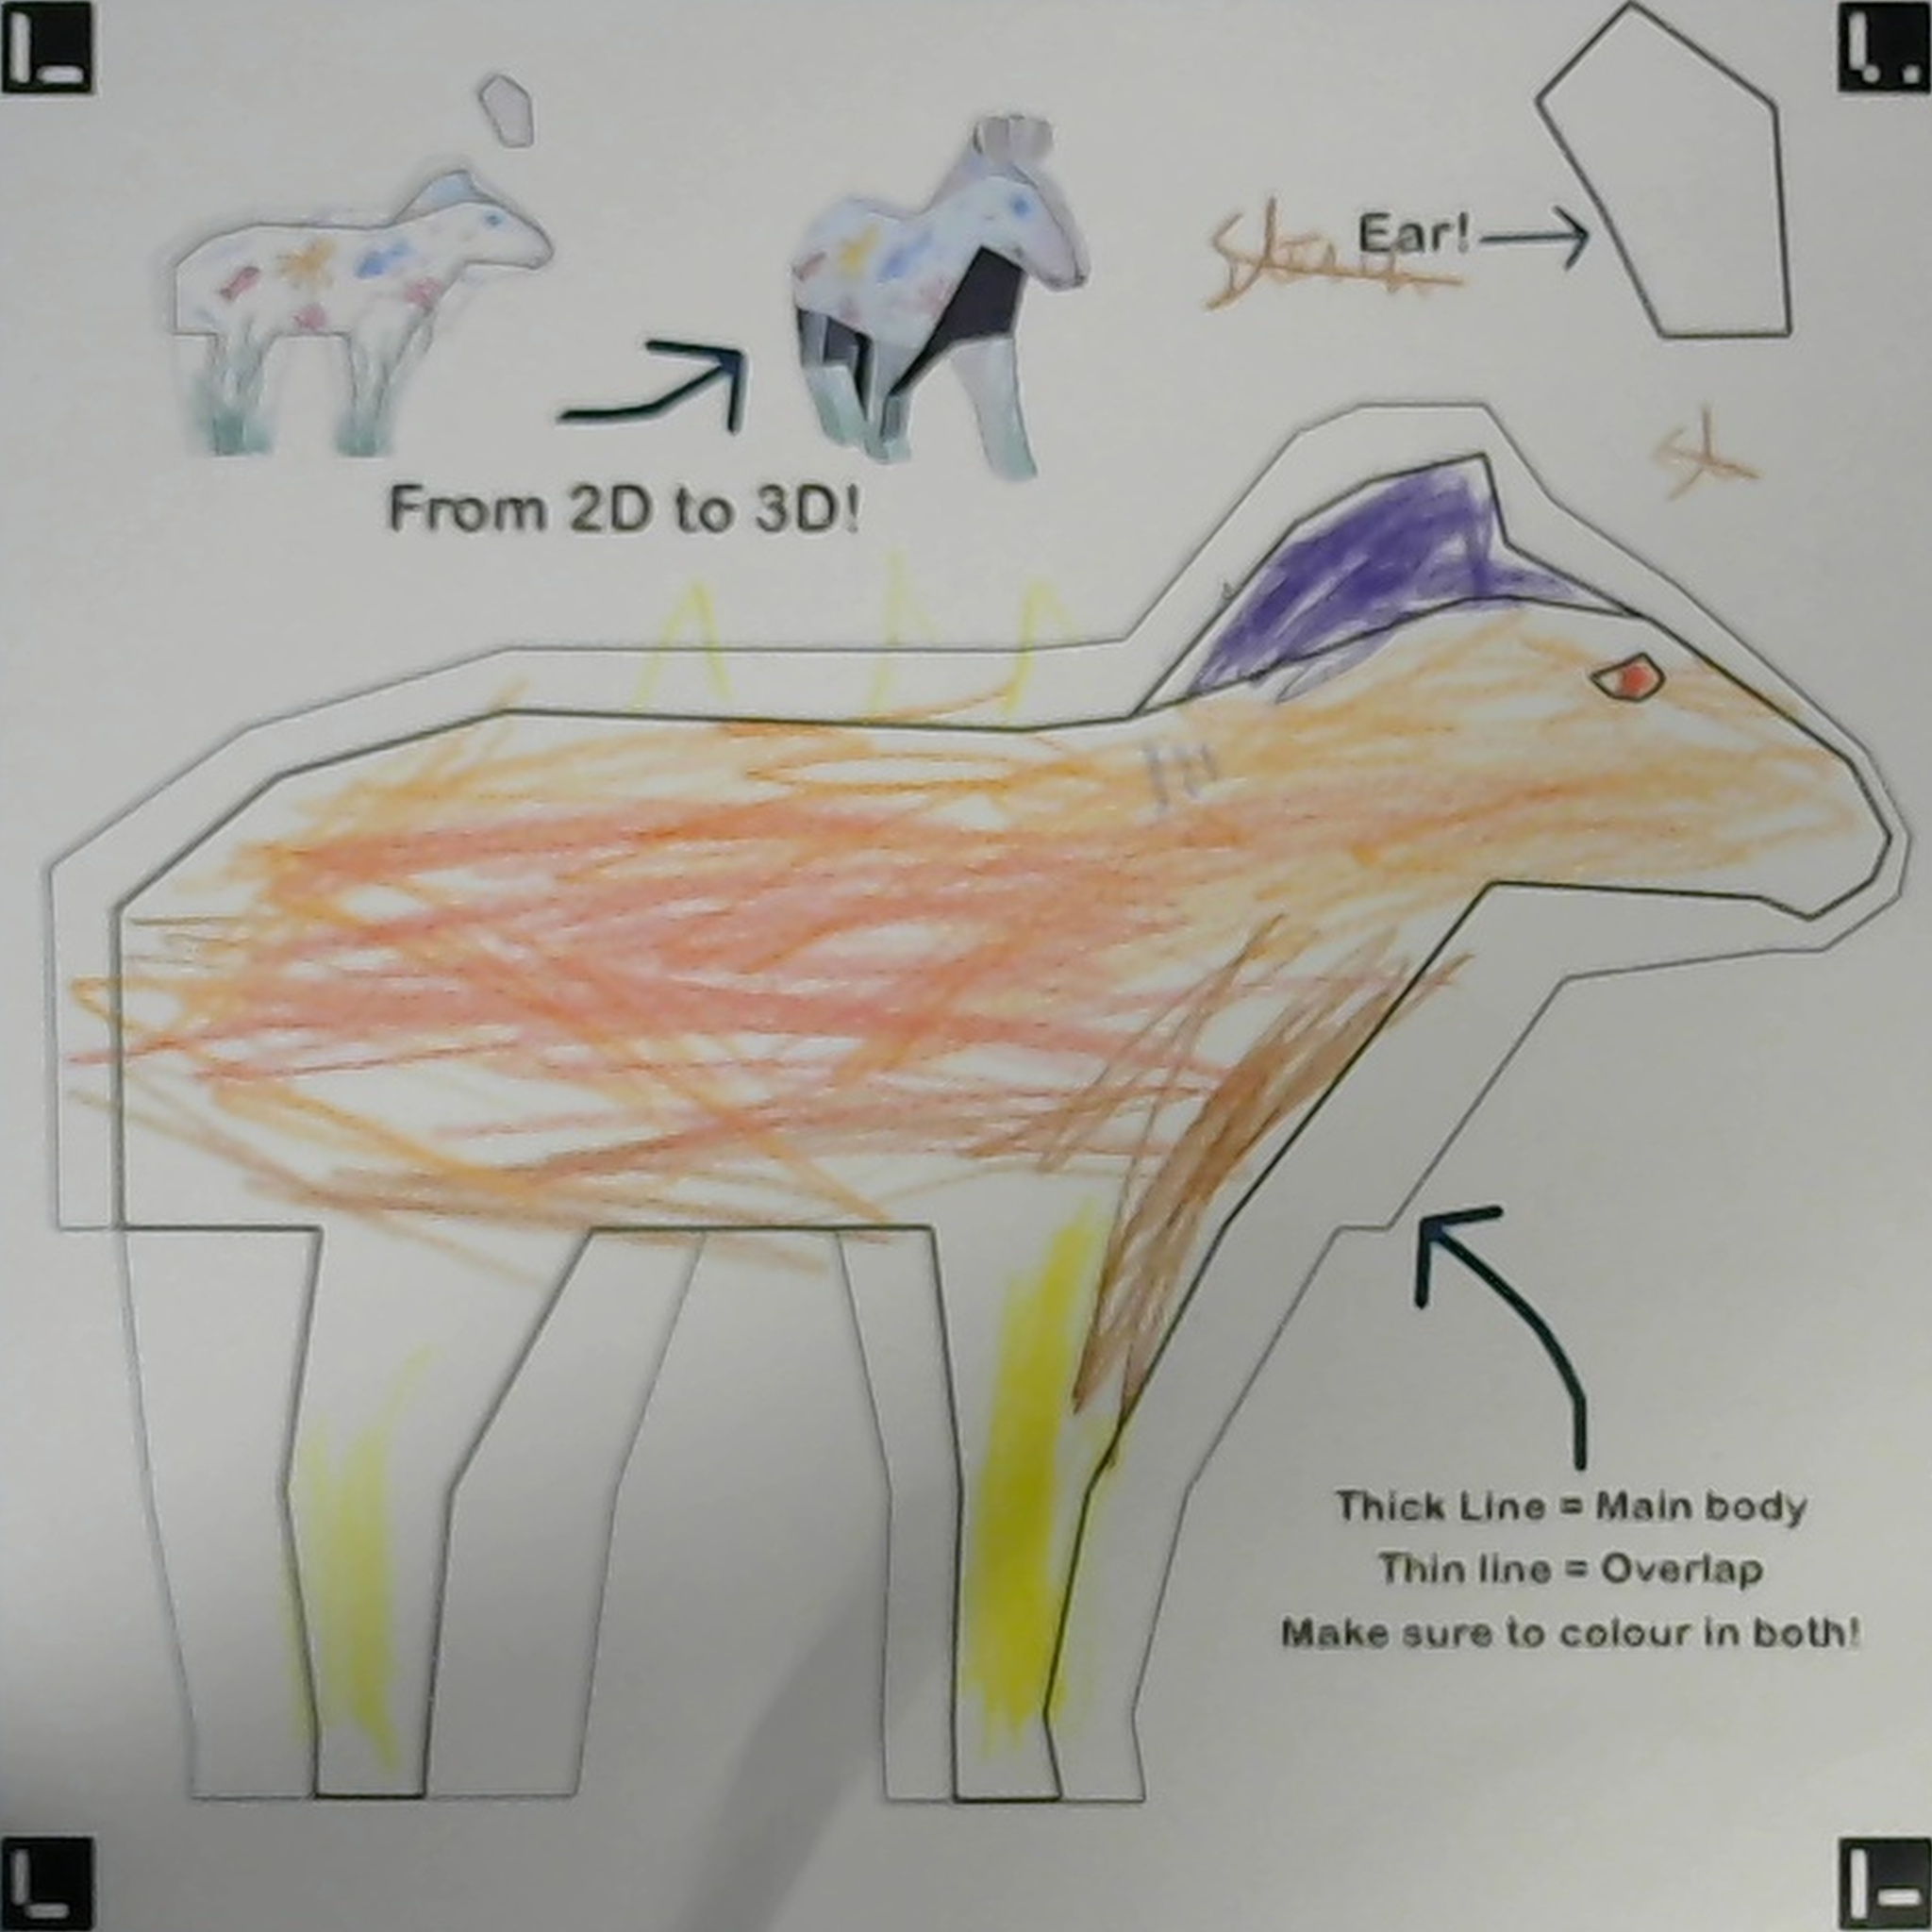 Ear!
From 2D to 3D!
Thick Line = Main body
Thin line = Overlap
Make sure to colour in both!